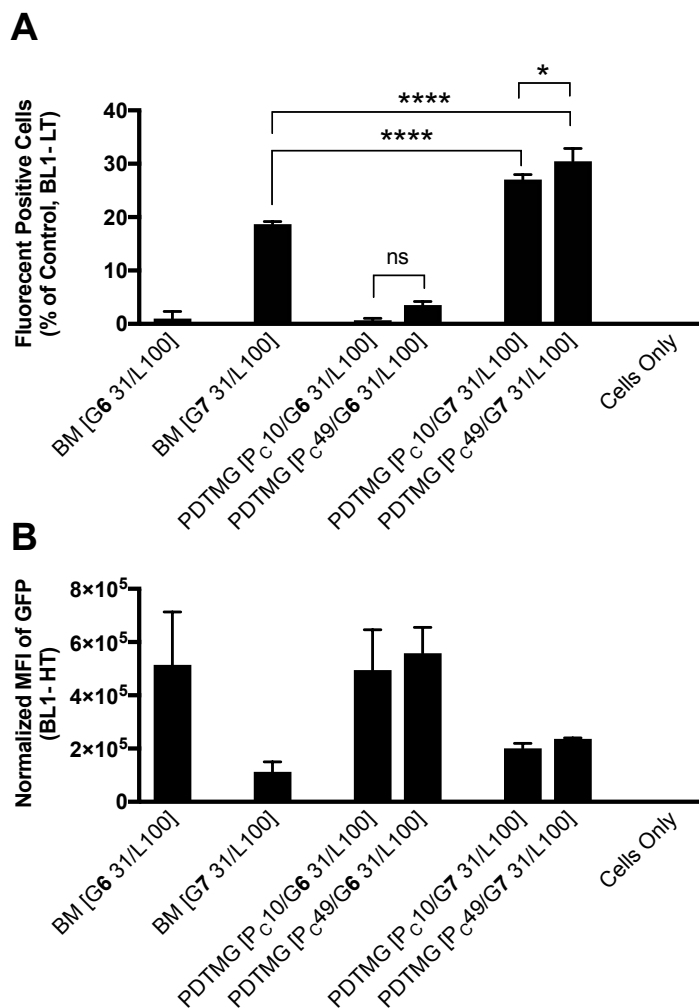 A
Fluorecent Positive Cells
(% of Control, BL1- LT)
40
30
20
10
0
****
****
*
ns
BM [G6 31/L100]
BM [G7 31/L100]
PDTMG [PC10/G6 31/L100]
PDTMG [PC49/G6 31/L100]
PDTMG [PC10/G7 31/L100]
PDTMG [PC49/G7 31/L100]
Cells Only
B
Normalized MFI of GFP
(BL1- HT)
8×10⁵
6×10⁵
4×10⁵
2×10⁵
0
BM [G6 31/L100]
BM [G7 31/L100]
PDTMG [PC10/G6 31/L100]
PDTMG [PC49/G6 31/L100]
PDTMG [PC10/G7 31/L100]
PDTMG [PC49/G7 31/L100]
Cells Only